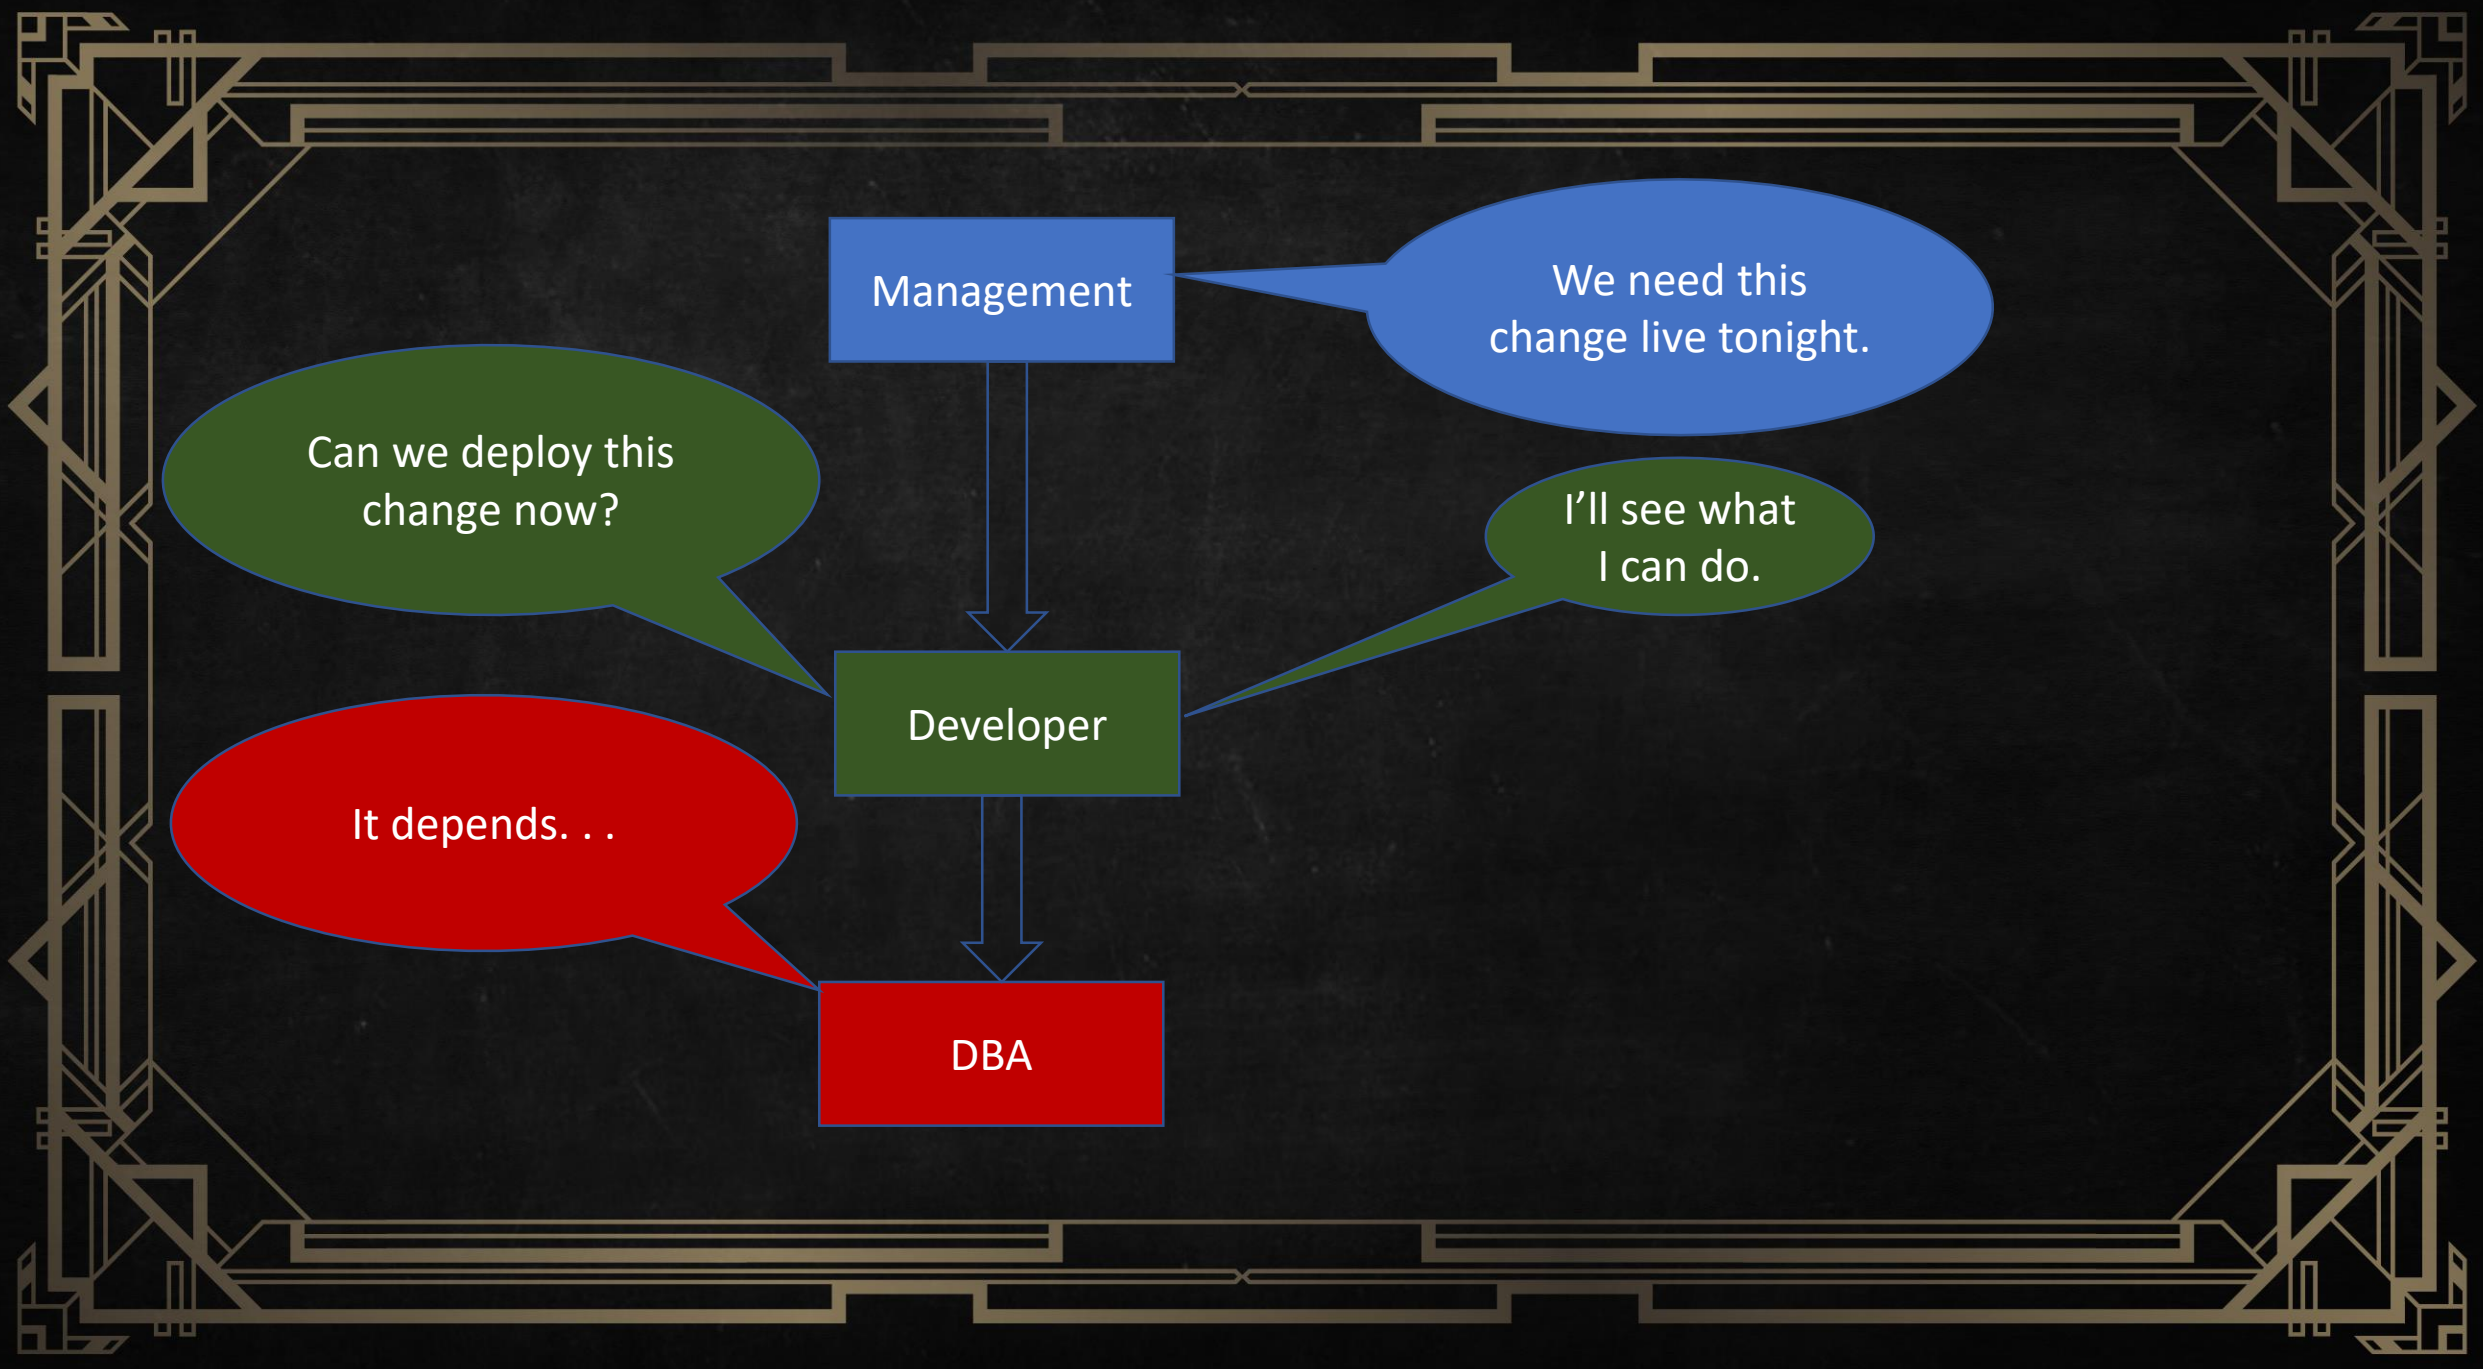 Management
We need this
change live tonight.
Can we deploy this
change now?
I’ll see what
I can do.
Developer
It depends. . .
DBA